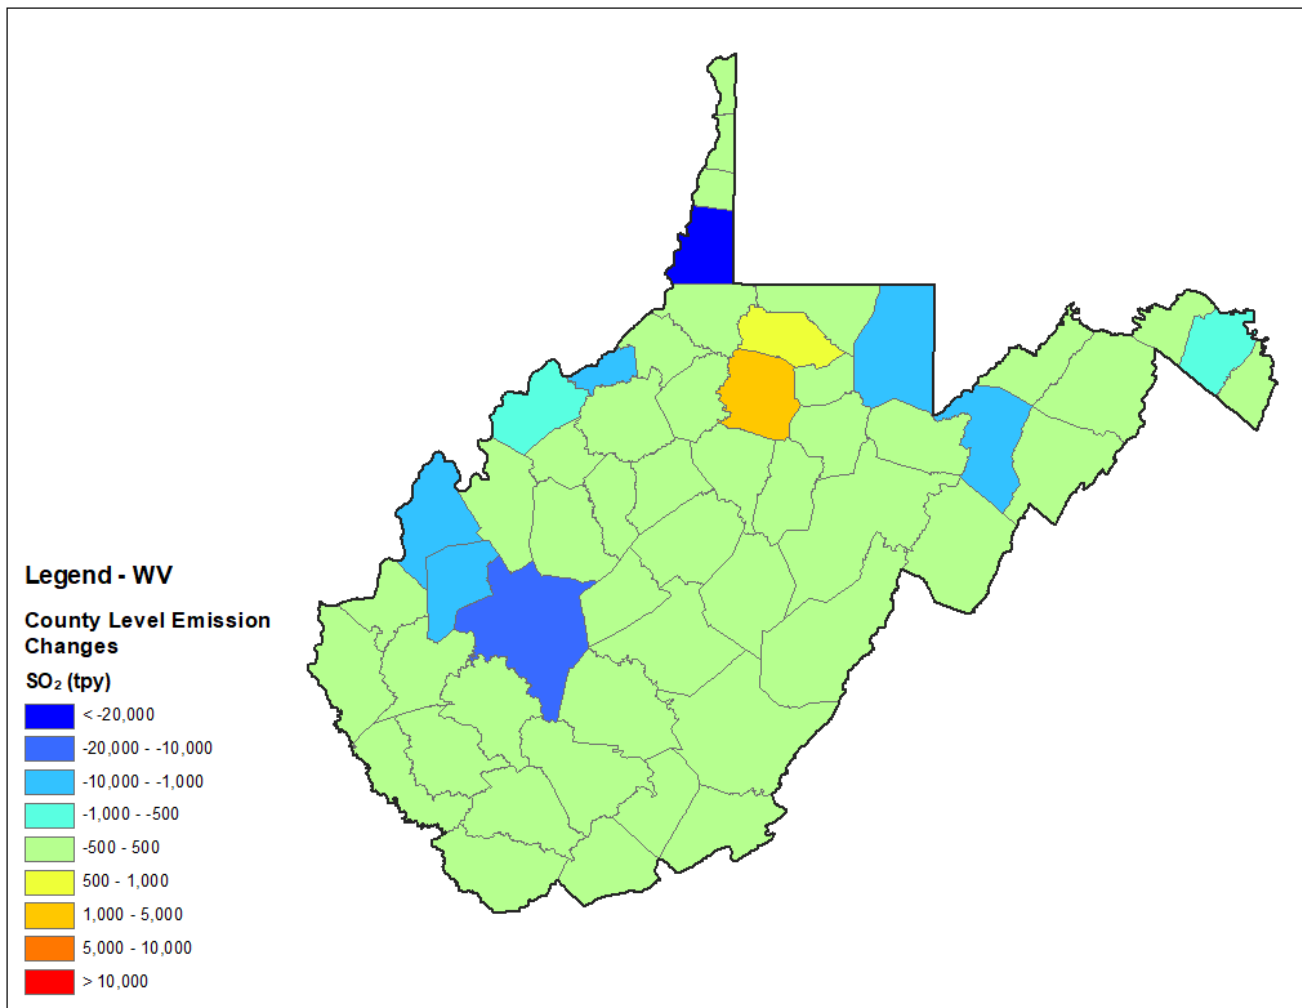 Legend - WV
County Level Emission
Changes
SO₂ (tpy)
< -20,000
-20,000 - -10,000
-10,000 - -1,000
-1,000 - -500
-500 - 500
500 - 1,000
1,000 - 5,000
5,000 - 10,000
> 10,000